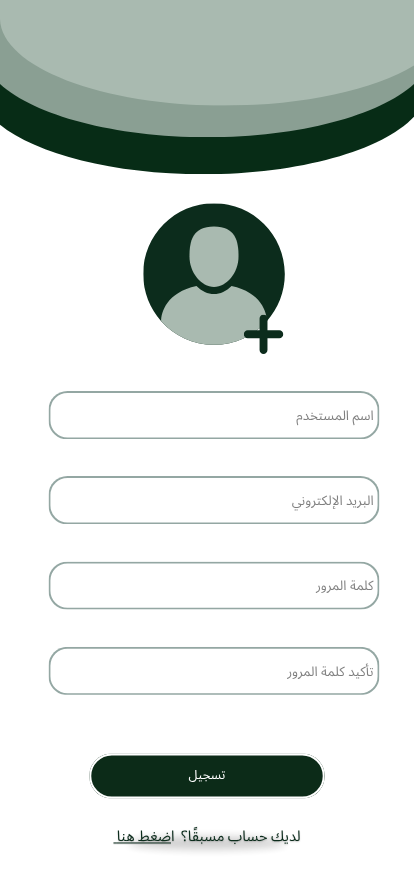 اسم المستخدم
البريد الإلكتروني
كلمة المرور
تأكيد كلمة المرور
تسجيل
لديك حساب مسبقًا؟ اضغط هنا